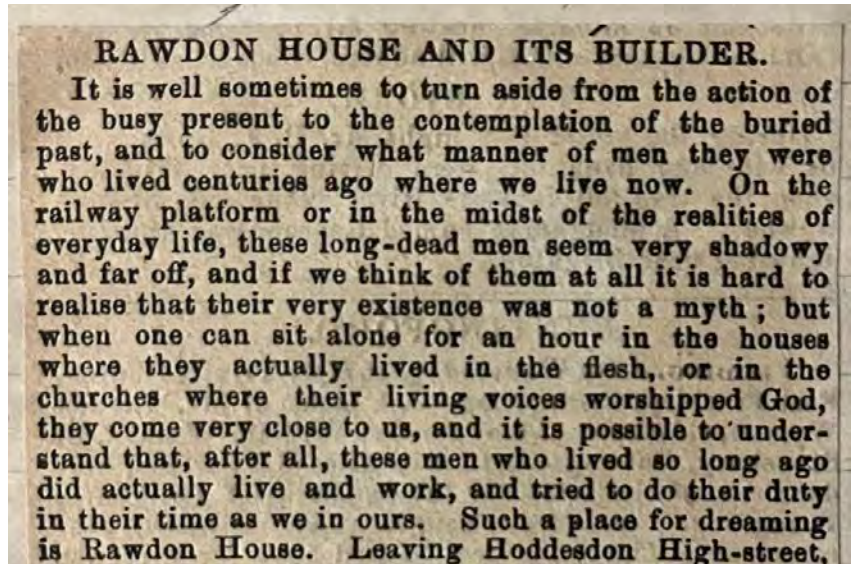 RAWDON HOUSE AND ITS BUILDER.
It is well sometimes to turn aside from the action of
the busy present to the contemplation of the buried
past, and to consider what manner of men they were
who lived centuries ago where we live now. On the
railway platform or in the midst of the realities of
everyday life, these long-dead men seem very shadowy
and far off, and if we think of them at all it is hard to
realise that their very existence was not a myth ; but
when one can sit alone for an hour in the houses
where they actually lived in the flesh, or in the
churches where their living voices worshipped God,
they come very close to us, and it is possible to under-
stand that, after all, these men who lived so long ago
did actually live and work, and tried to do their duty
in their time as we in ours. Such a place for dreaming
is Rawdon House. Leaving Hoddesdon High-street,